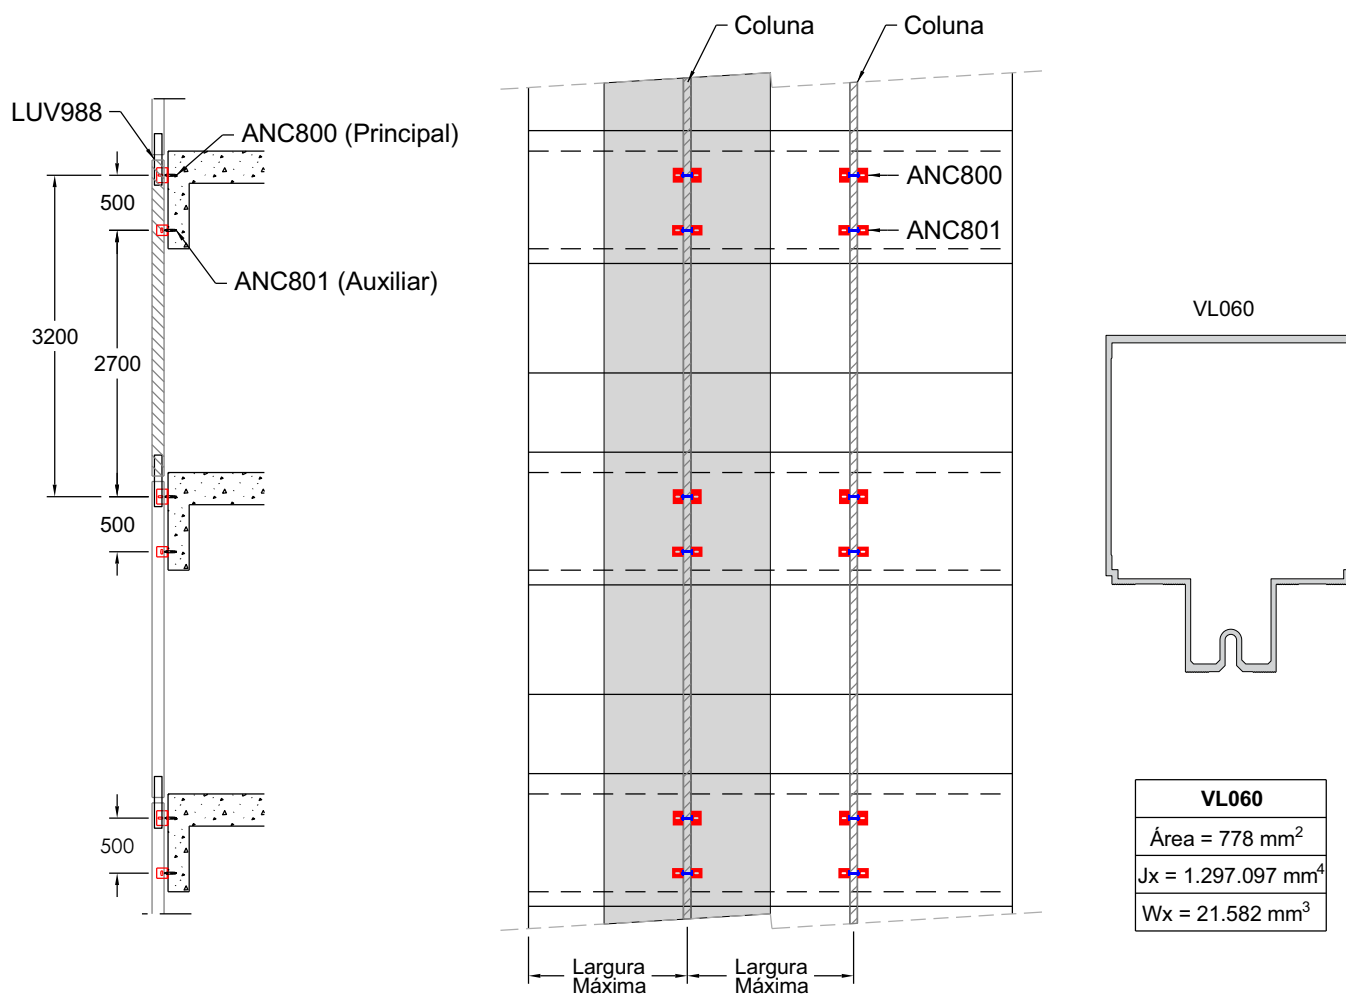 Coluna
Coluna
LUV988
ANC800 (Principal)
500
ANC800
ANC801
ANC801 (Auxiliar)
3200
2700
VL060
500
500
VL060
Área = 778 mm²
Jx = 1.297.097 mm⁴
Wx = 21.582 mm³
Largura
Máxima
Largura
Máxima